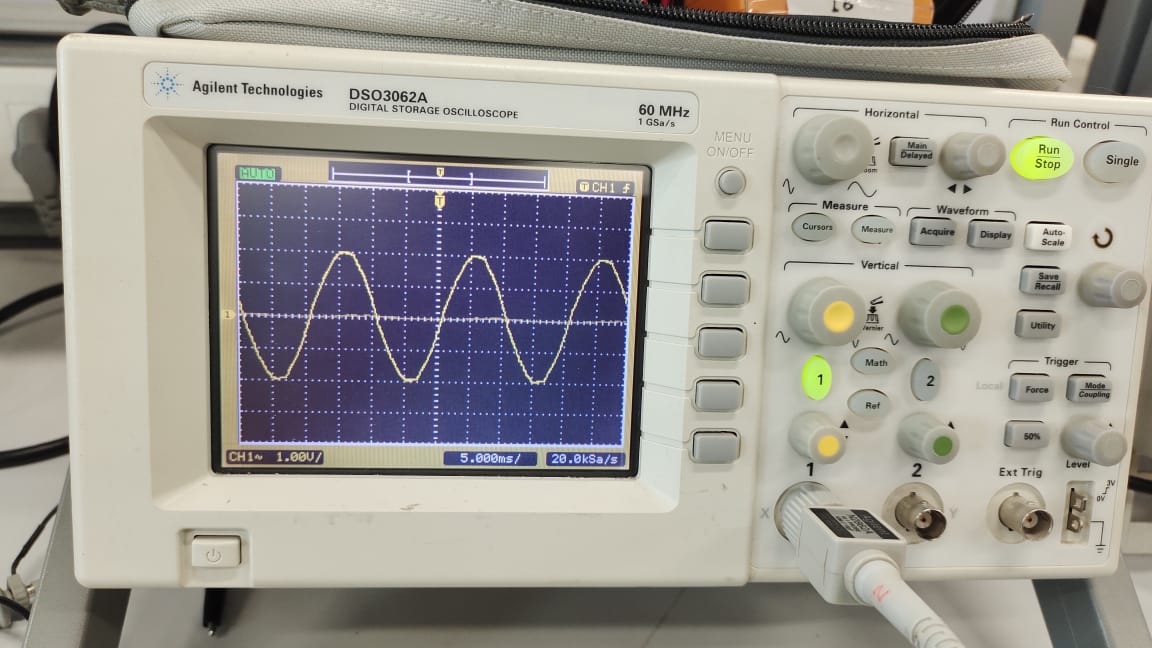 16
Agilent Technologies
DSO3062A
DIGITAL STORAGE OSCILLOSCOPE
60 MHz
1 GSa/s
MENU
ON/OFF
AUTO
T
T CH1
T
1
CH1~ 1.00V/
5.000ms/
20.0kSa/s
Horizontal
Main
Delayed
Run Control
Run
Stop
Single
Measure
Cursors
Measure
Waveform
Acquire
Display
Auto-
Scale
Vertical
Vernier
Save
Recall
Utility
1
Math
2
Ref
Local
Trigger
Force
Mode
Coupling
50%
Level
1
2
Ext Trig
X
Y
3V
0V